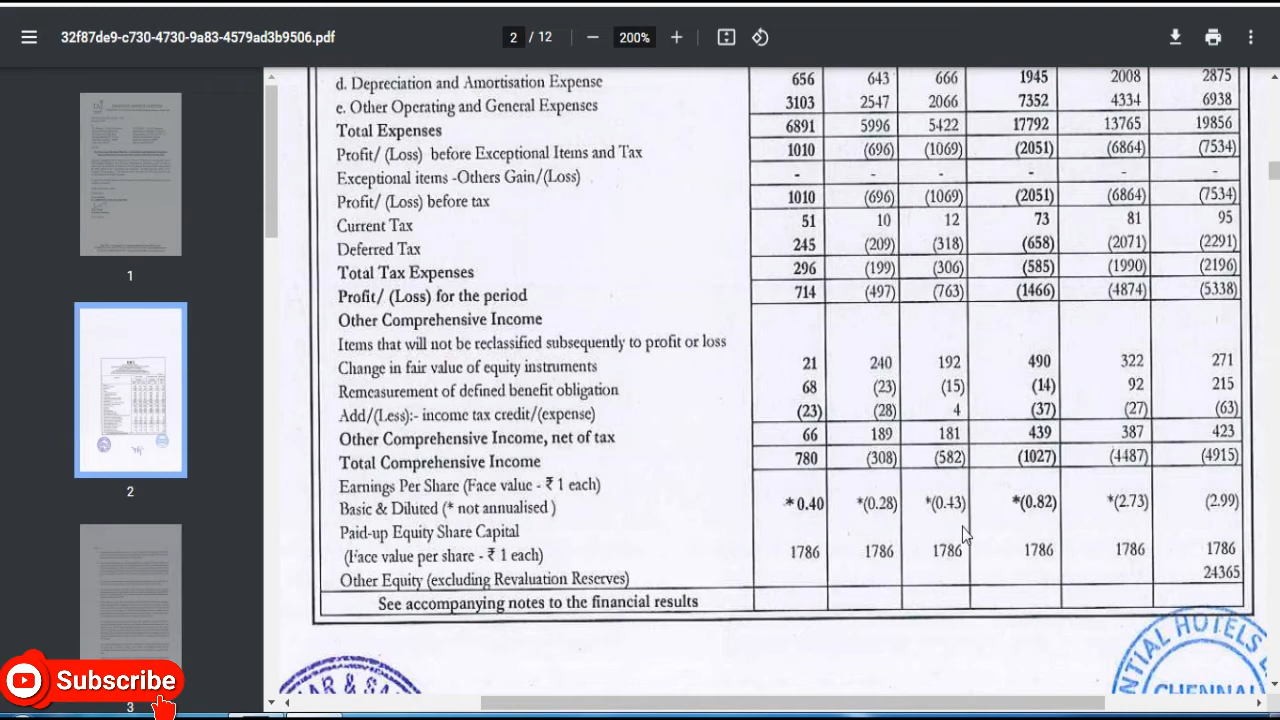 32f87de9-c730-4730-9a83-4579ad3b9506.pdf 2 / 12 200%
d. Depreciation and Amortisation Expense 656 643 666 1945 2008 2875
e. Other Operating and General Expenses 3103 2547 2066 7352 4334 6938
Total Expenses 6891 5996 5422 17792 13765 19856
Profit/ (Loss) before Exceptional Items and Tax 1010 (696) (1069) (2051) (6864) (7534)
Exceptional items -Others Gain/(Loss) - - - - - -
Profit/ (Loss) before tax 1010 (696) (1069) (2051) (6864) (7534)
Current Tax 51 10 12 73 81 95
Deferred Tax 245 (209) (318) (658) (2071) (2291)
Total Tax Expenses 296 (199) (306) (585) (1990) (2196)
Profit/ (Loss) for the period 714 (497) (763) (1466) (4874) (5338)
Other Comprehensive Income
Items that will not be reclassified subsequently to profit or loss
Change in fair value of equity instruments 21 240 192 490 322 271
Remeasurement of defined benefit obligation 68 (23) (15) (14) 92 215
Add/(Less):- income tax credit/(expense) (23) (28) 4 (37) (27) (63)
Other Comprehensive Income, net of tax 66 189 181 439 387 423
Total Comprehensive Income 780 (308) (582) (1027) (4487) (4915)
Earnings Per Share (Face value - ₹ 1 each)
Basic & Diluted (* not annualised ) *0.40 *(0.28) *(0.43) *(0.82) *(2.73) (2.99)
Paid-up Equity Share Capital
(Face value per share - ₹ 1 each) 1786 1786 1786 1786 1786 1786
Other Equity (excluding Revaluation Reserves) 24365
See accompanying notes to the financial results
HOTELS
CHENNAI
1
2
3
Subscribe